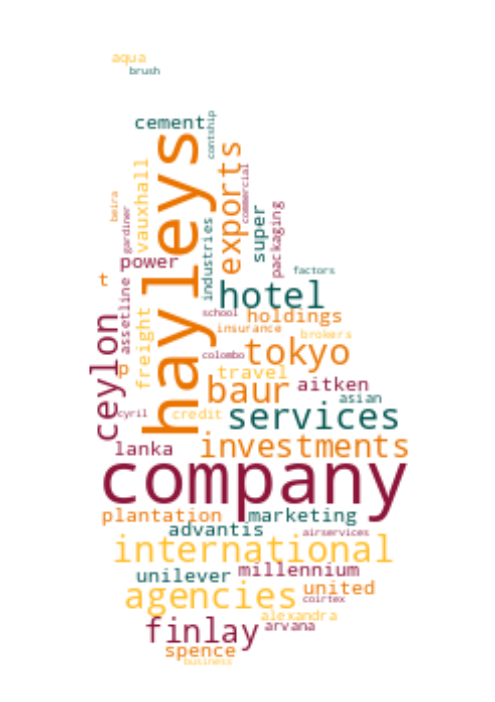 aqua
brush
cement
contship
hayleys
exports
commercial
vauxhall
beira
gardiner
super
packaging
industries
power
factors
t
assetline
hotel
school
holdings
ceylon
freight
insurance
brokers
tokyo
colombo
p
travel
baur
aitken
asian
cyril
credit
services
lanka
investments
company
plantation
marketing
advantis
airservices
international
unilever
millennium
agencies
united
coirtex
alexandra
finlay
arvana
spence
business